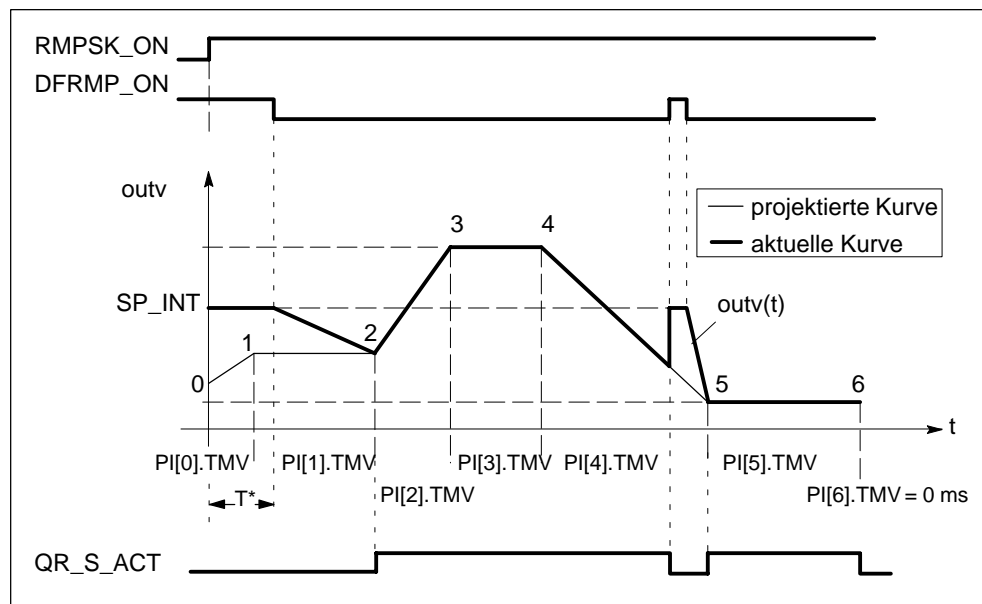 RMPSK_ON
DFRMP_ON
outv
projektierte Kurve
aktuelle Kurve
3
4
SP_INT
outv(t)
1
2
0
5
6
t
PI[0].TMV
PI[1].TMV
PI[3].TMV
PI[4].TMV
PI[5].TMV
T*
PI[2].TMV
PI[6].TMV = 0 ms
QR_S_ACT